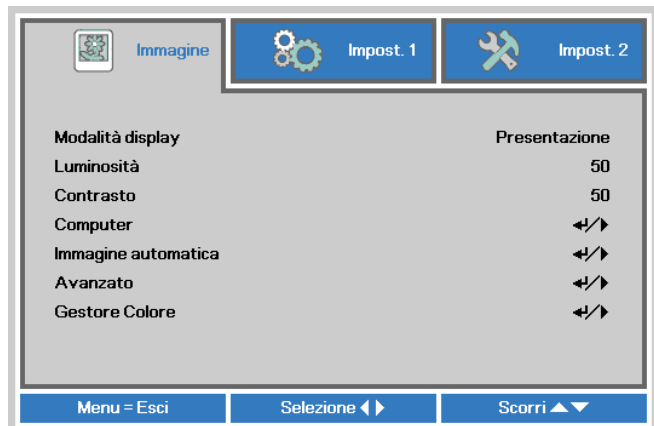 Immagine Impost. 1 Impost. 2
Modalità display Presentazione
Luminosità 50
Contrasto 50
Computer ↵/▶
Immagine automatica ↵/▶
Avanzato ↵/▶
Gestore Colore ↵/▶
Menu = Esci Selezione ◀▶ Scorri ▲▼